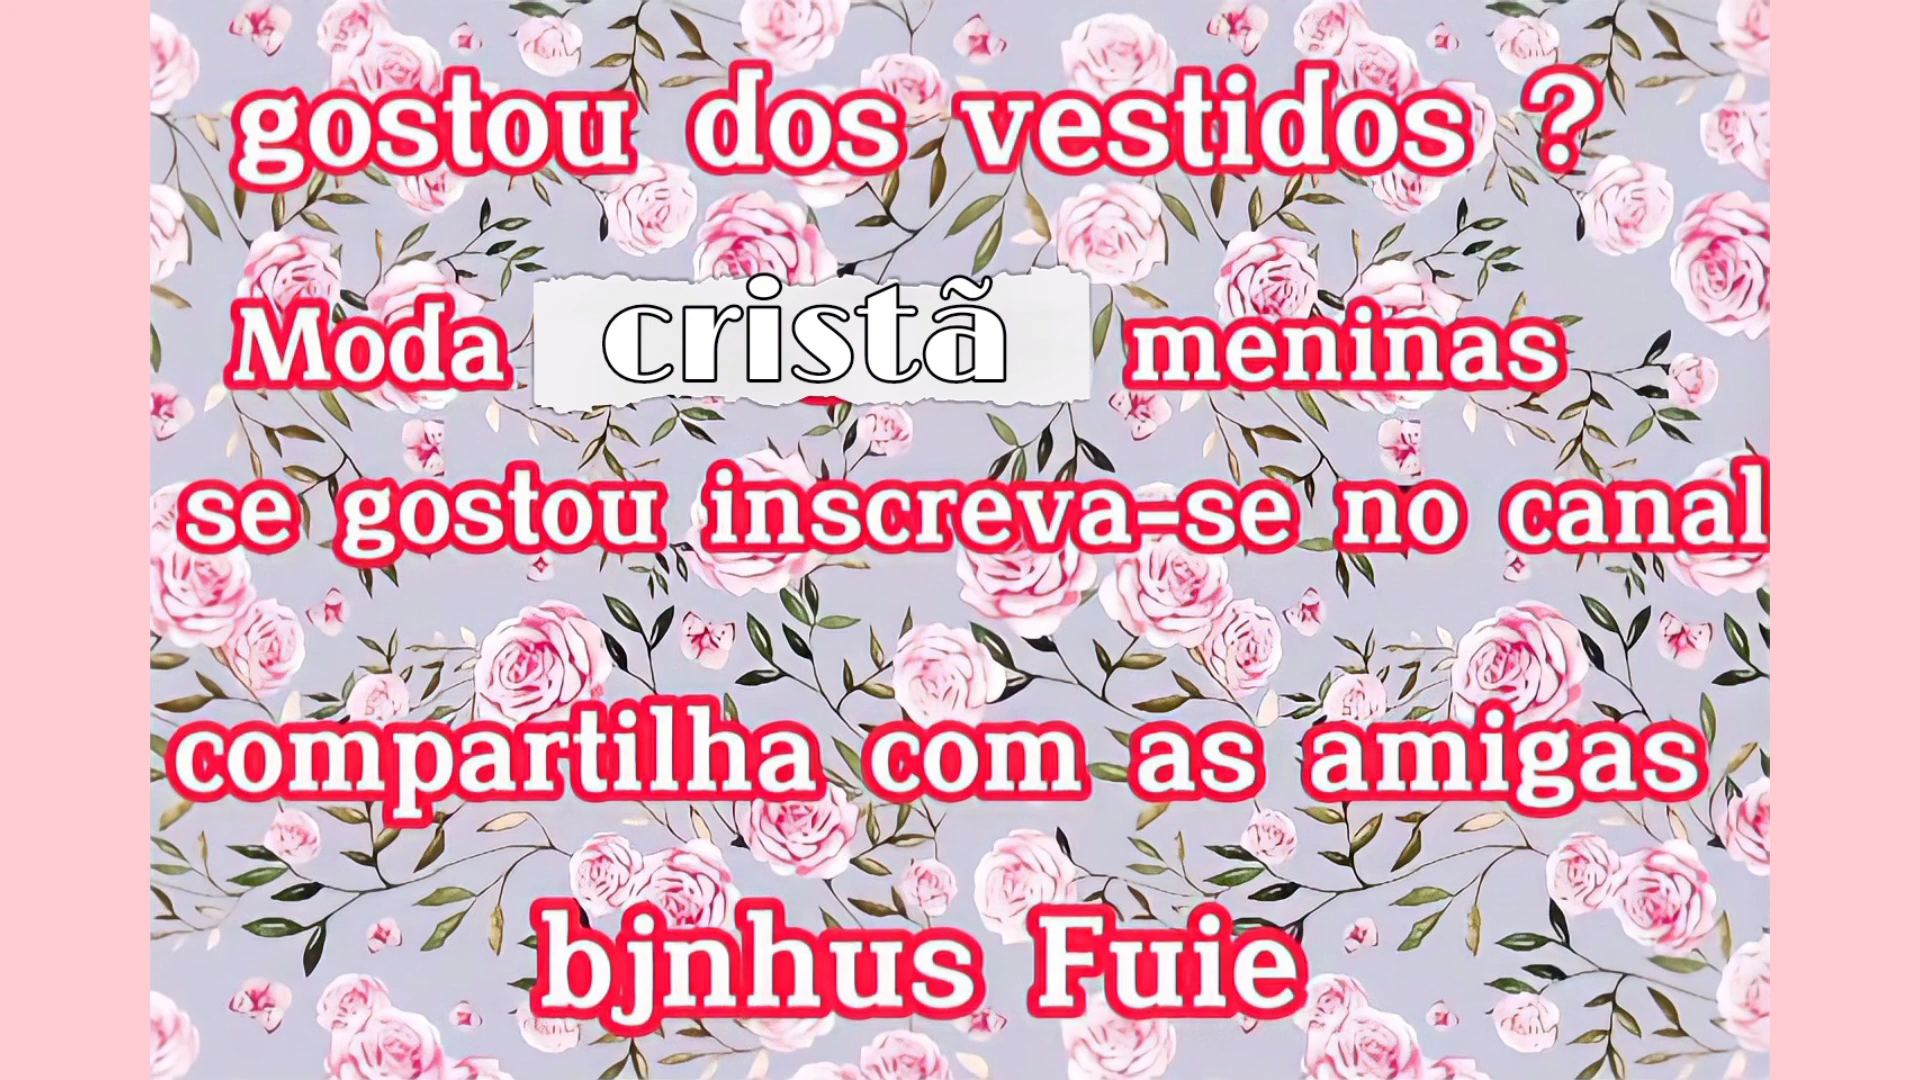 gostou dos vestidos ?
Moda cristã meninas
se gostou inscreva-se no canal
compartilha com as amigas
bjnhus Fuie